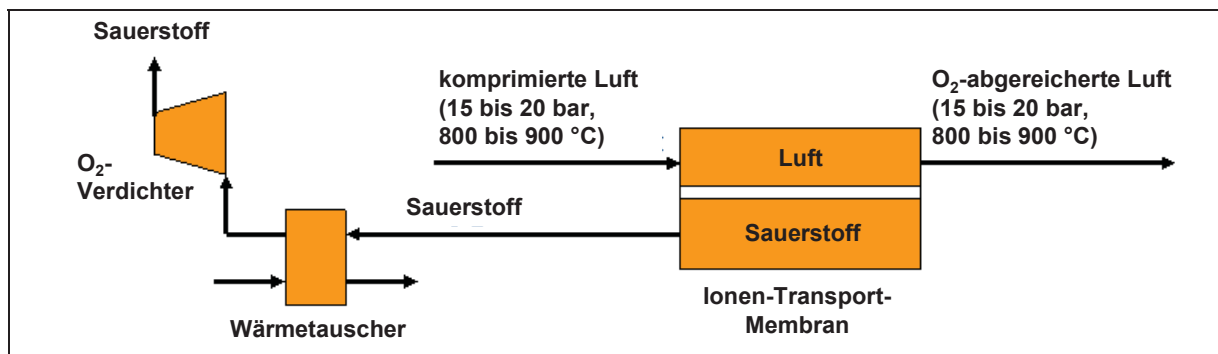 Sauerstoff
komprimierte Luft
(15 bis 20 bar,
800 bis 900 °C)
O₂-abgereicherte Luft
(15 bis 20 bar,
800 bis 900 °C)
Luft
O₂-
Verdichter
Sauerstoff
Sauerstoff
Ionen-Transport-
Membran
Wärmetauscher